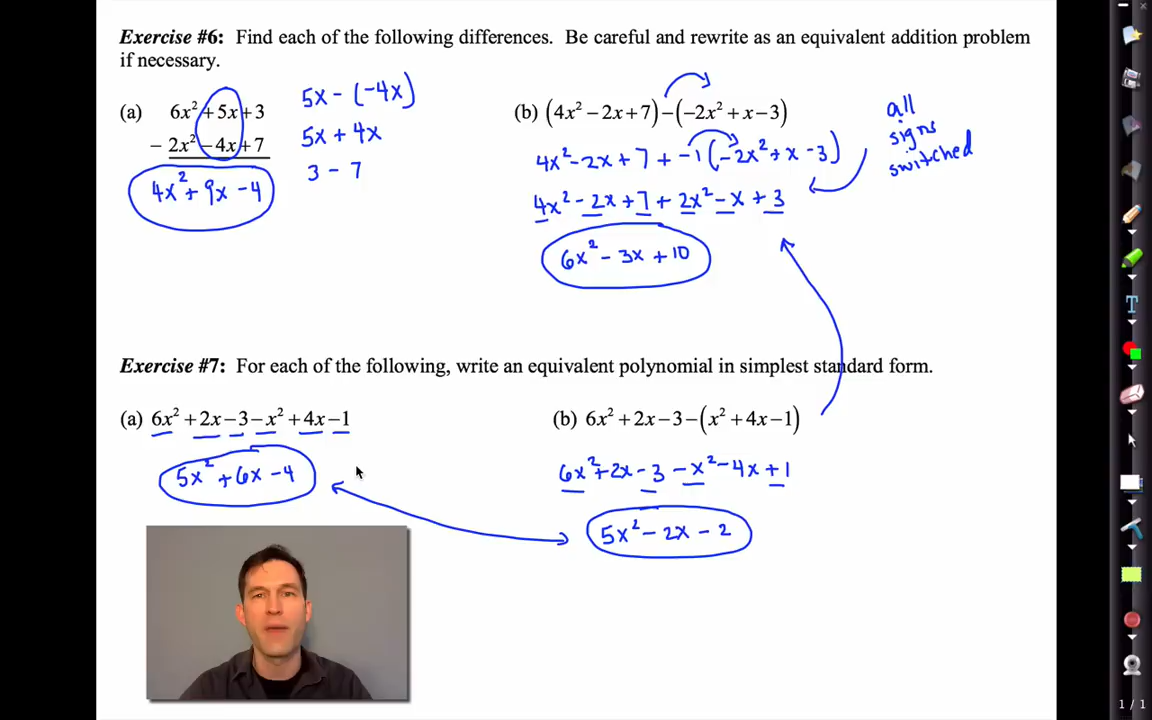 Exercise #6: Find each of the following differences. Be careful and rewrite as an equivalent addition problem
if necessary.
(a) 6x² + 5x + 3
− 2x² − 4x + 7
4x² + 9x − 4
5x − (−4x)
5x + 4x
3 − 7
(b) (4x² − 2x + 7) − (−2x² + x − 3)
4x² − 2x + 7 + −1(−2x² + x − 3)
4x² − 2x + 7 + 2x² − x + 3
6x² − 3x + 10
all
signs
switched
Exercise #7: For each of the following, write an equivalent polynomial in simplest standard form.
(a) 6x² + 2x − 3 − x² + 4x − 1
5x² + 6x − 4
(b) 6x² + 2x − 3 − (x² + 4x − 1)
6x² + 2x − 3 − x² − 4x + 1
5x² − 2x − 2
T
1 / 1